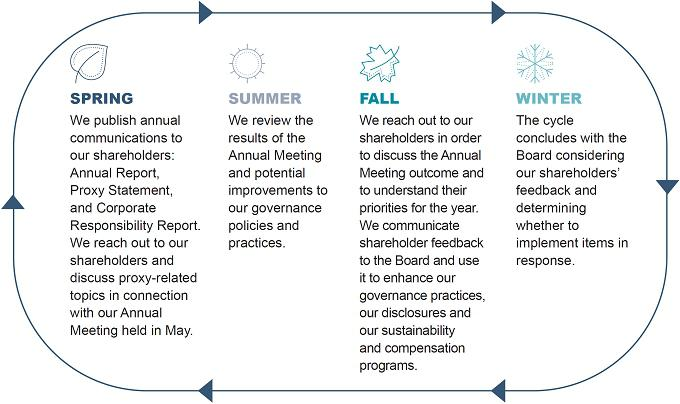 SPRING
We publish annual
communications to
our shareholders:
Annual Report,
Proxy Statement,
and Corporate
Responsibility Report.
We reach out to our
shareholders and
discuss proxy-related
topics in connection
with our Annual
Meeting held in May.
SUMMER
We review the
results of the
Annual Meeting
and potential
improvements to
our governance
policies and
practices.
FALL
We reach out to our
shareholders in order
to discuss the Annual
Meeting outcome and
to understand their
priorities for the year.
We communicate
shareholder feedback
to the Board and use
it to enhance our
governance practices,
our disclosures and
our sustainability
and compensation
programs.
WINTER
The cycle
concludes with the
Board considering
our shareholders’
feedback and
determining
whether to
implement items in
response.